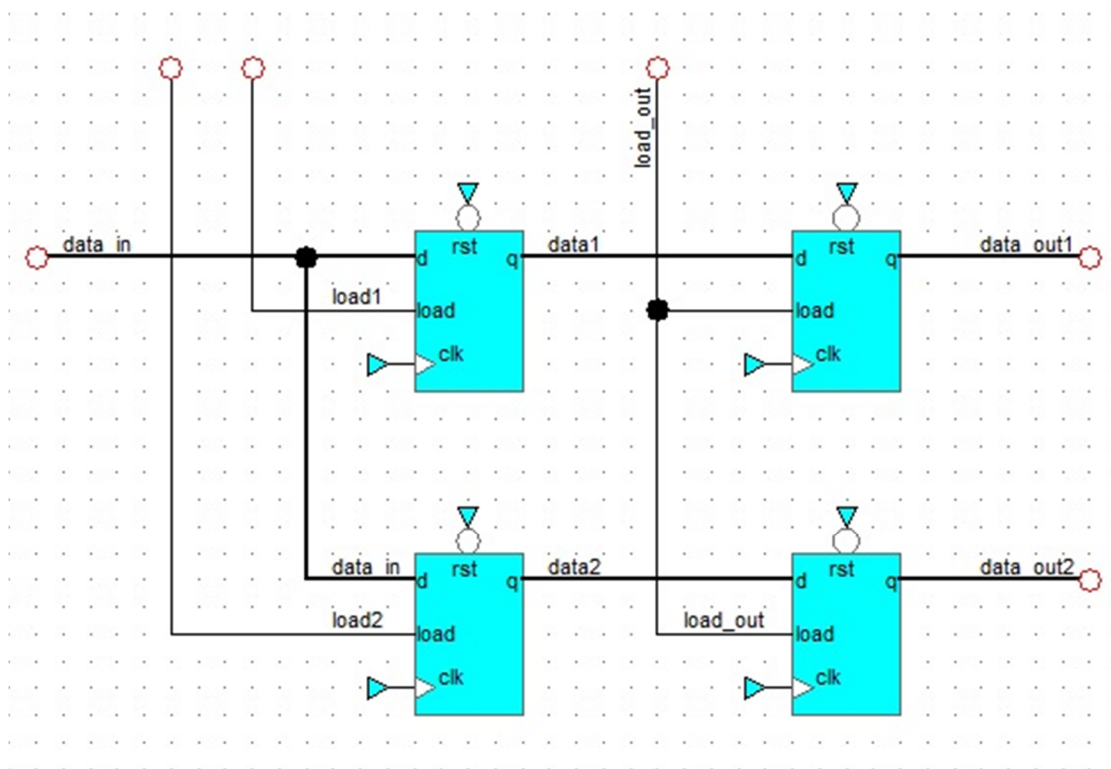 load_out
data_in
rst
data1
rst
data_out1
d
q
d
q
load1
load
load
clk
clk
data_in
rst
data2
rst
data_out2
d
q
d
q
load2
load
load_out
load
clk
clk